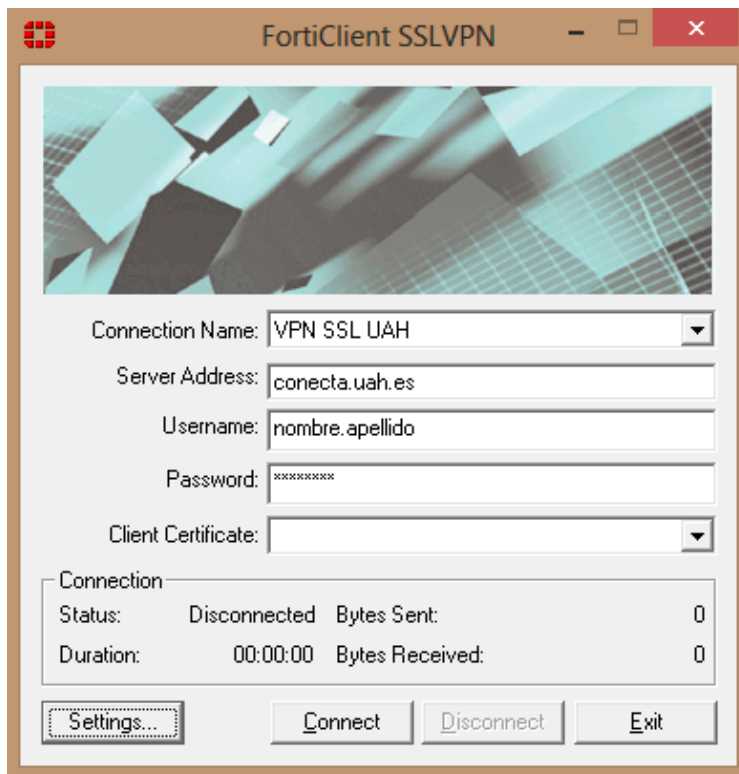 FortiClient SSLVPN
Connection Name: VPN SSL UAH
Server Address: conecta.uah.es
Username: nombre.apellido
Password: ********
Client Certificate:
Connection
Status: Disconnected Bytes Sent: 0
Duration: 00:00:00 Bytes Received: 0
Settings... Connect Disconnect Exit